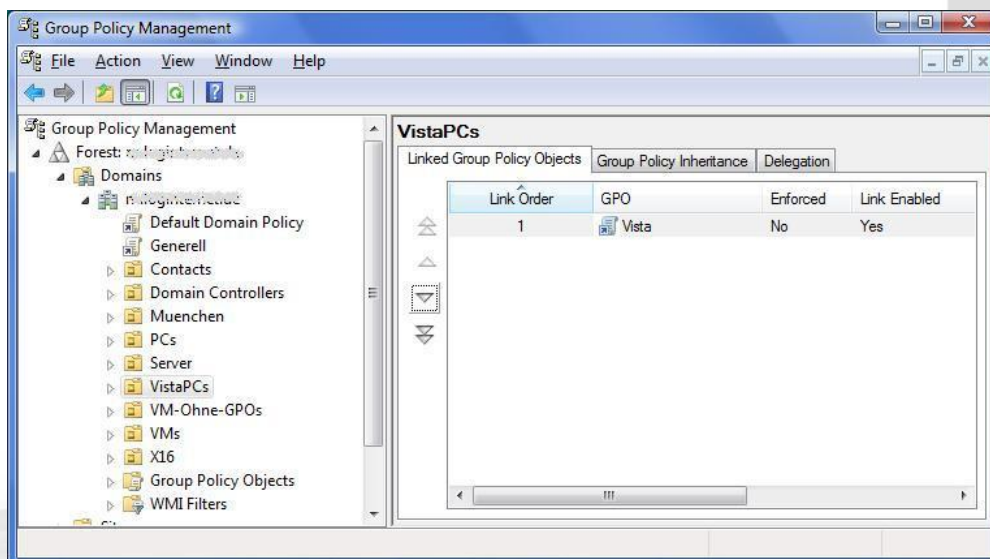 Group Policy Management
File Action View Window Help
Group Policy Management
Forest:
Domains
Default Domain Policy
Generell
Contacts
Domain Controllers
Muenchen
PCs
Server
VistaPCs
VM-Ohne-GPOs
VMs
X16
Group Policy Objects
WMI Filters
VistaPCs
Linked Group Policy Objects Group Policy Inheritance Delegation
Link Order GPO Enforced Link Enabled
1 Vista No Yes